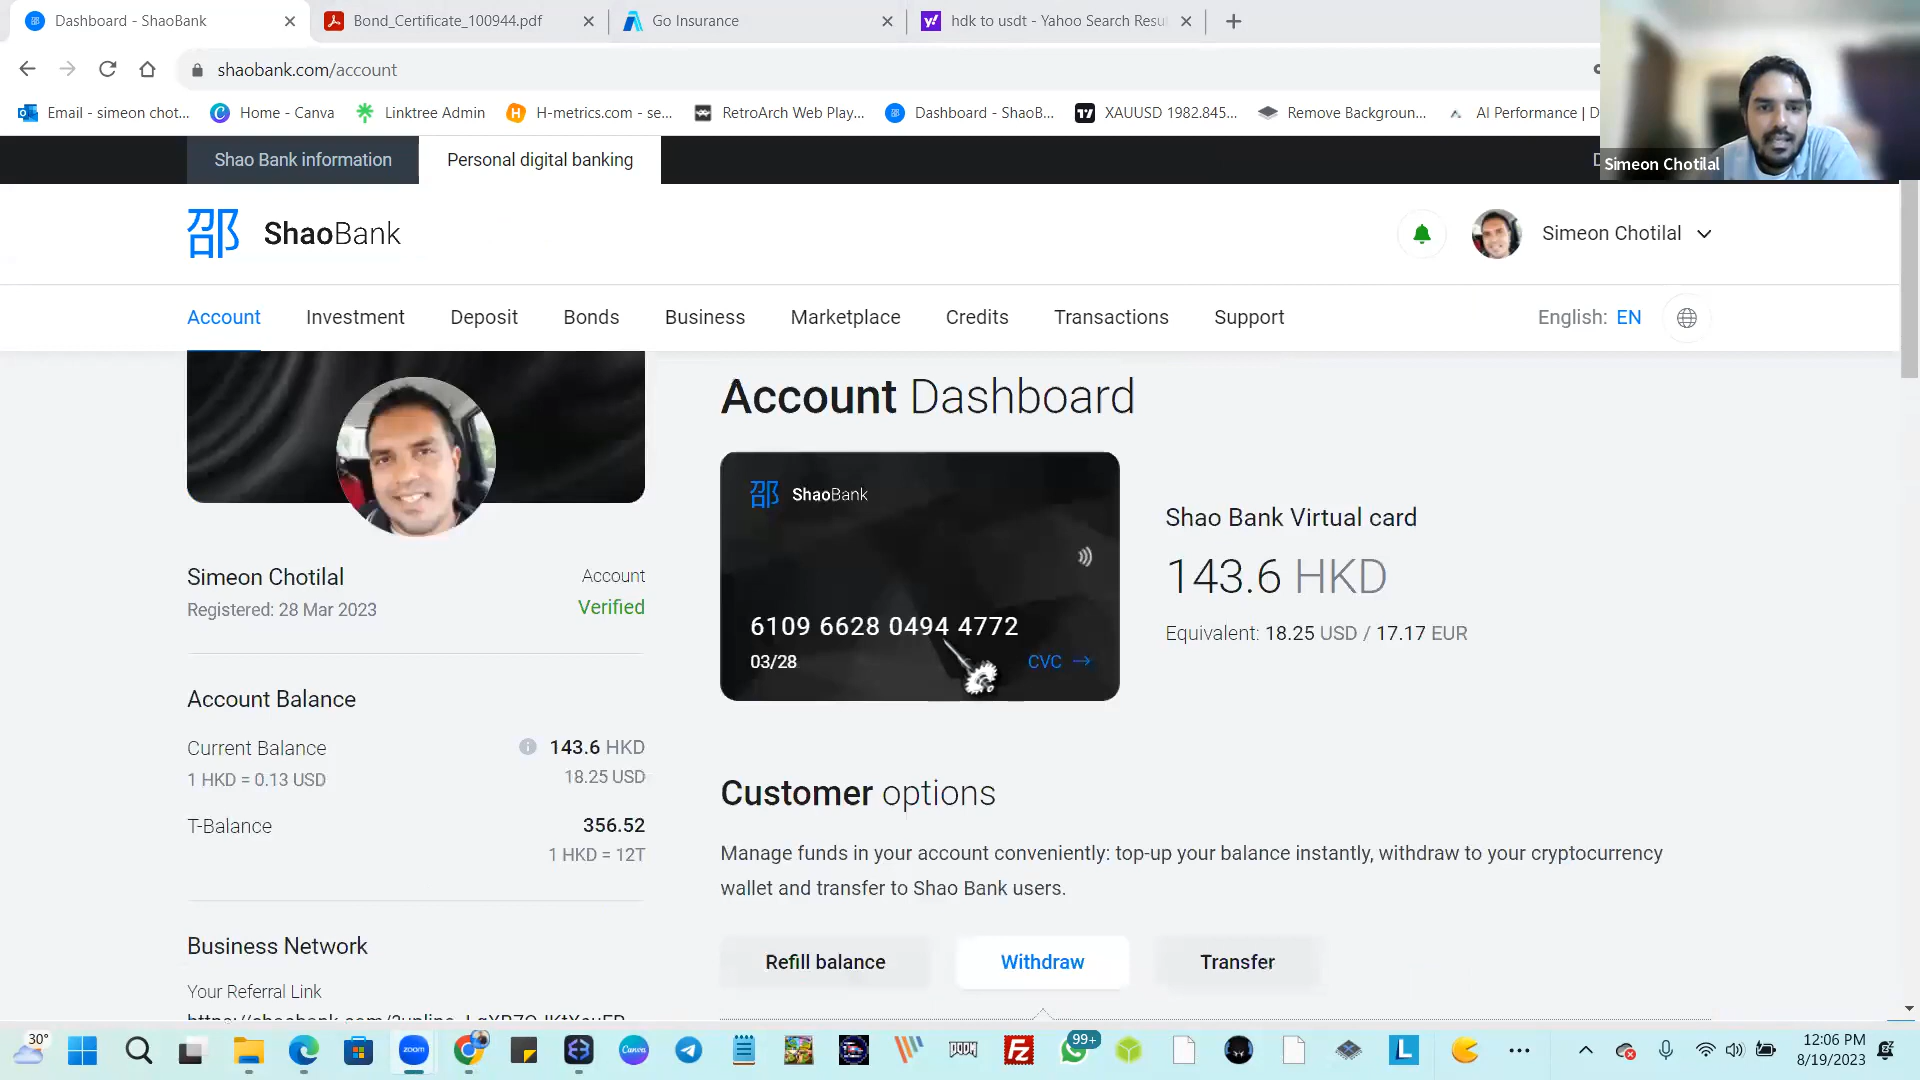 Dashboard - ShaoBank
Bond_Certificate_100944.pdf
Go Insurance
hdk to usdt - Yahoo Search Resu
shaobank.com/account
Email - simeon chot...
Home - Canva
Linktree Admin
H-metrics.com - se...
RetroArch Web Play...
Dashboard - ShaoB...
XAUUSD 1982.845...
Remove Backgroun...
AI Performance | D
Simeon Chotilal
Shao Bank information
Personal digital banking
邵 ShaoBank
Simeon Chotilal
Account
Investment
Deposit
Bonds
Business
Marketplace
Credits
Transactions
Support
English: EN
Account Dashboard
邵 ShaoBank
6109 6628 0494 4772
03/28
CVC
Shao Bank Virtual card
143.6 HKD
Equivalent: 18.25 USD / 17.17 EUR
Simeon Chotilal
Account
Registered: 28 Mar 2023
Verified
Account Balance
Current Balance
143.6 HKD
1 HKD = 0.13 USD
18.25 USD
T-Balance
356.52
1 HKD = 12T
Business Network
Your Referral Link
Customer options
Manage funds in your account conveniently: top-up your balance instantly, withdraw to your cryptocurrency
wallet and transfer to Shao Bank users.
Refill balance
Withdraw
Transfer
30°
zoom
Canva
DOOM
Fz
99+
L
12:06 PM
8/19/2023